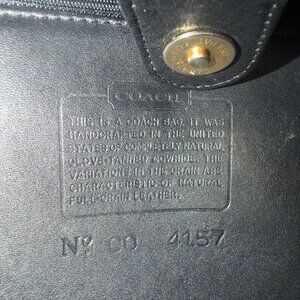 COACH
THIS IS A COACH BAG. IT WAS
HANDCRAFTED IN THE UNITED
STATES OF COMPLETELY NATURAL
GLOVE-TANNED COWHIDE. THE
VARIATIONS IN THE GRAIN ARE
CHARACTERISTIC OF NATURAL
FULL-GRAIN LEATHER.
Nº 00 4157